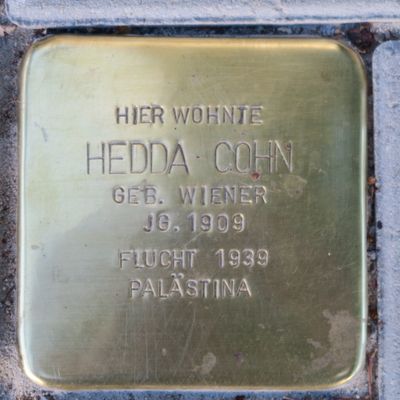 HIER WOHNTE
HEDDA COHN
GEB. WIENER
JG. 1909
FLUCHT 1939
PALÄSTINA